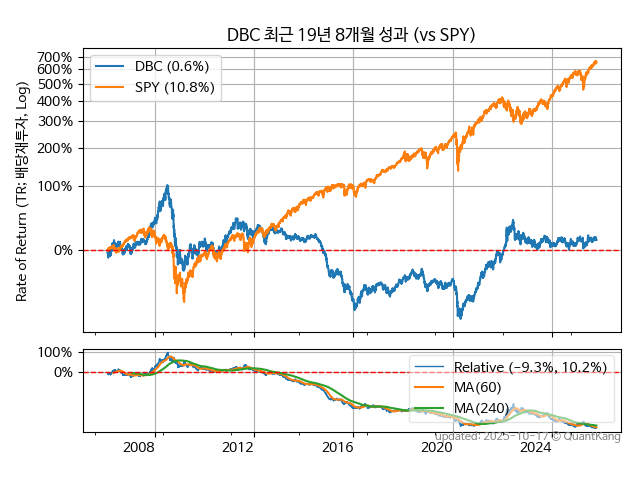 DBC 최근 19년 8개월 성과 (vs SPY)
Rate of Return (TR: 배당재투자, Log)
700%
600%
500%
400%
300%
200%
100%
0%
DBC (0.6%)
SPY (10.8%)
100%
0%
Relative (−9.3%, 10.2%)
MA(60)
MA(240)
2008
2012
2016
2020
2024
updated: 2025-10-17 © QuantKang